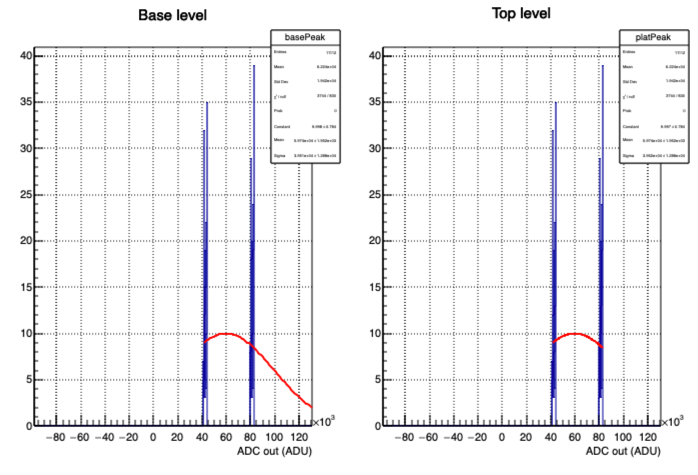 Base level
basePeak
Entries
Mean
Std Dev
Prob 0
Constant
Mean
Sigma
40
35
30
25
20
15
10
5
0
−80 −60 −40 −20 0 20 40 60 80 100 120
×10³
ADC out (ADU)
Top level
platPeak
Entries
Mean
Std Dev
Prob 0
Constant
Mean
Sigma
40
35
30
25
20
15
10
5
0
−80 −60 −40 −20 0 20 40 60 80 100 120
×10³
ADC out (ADU)